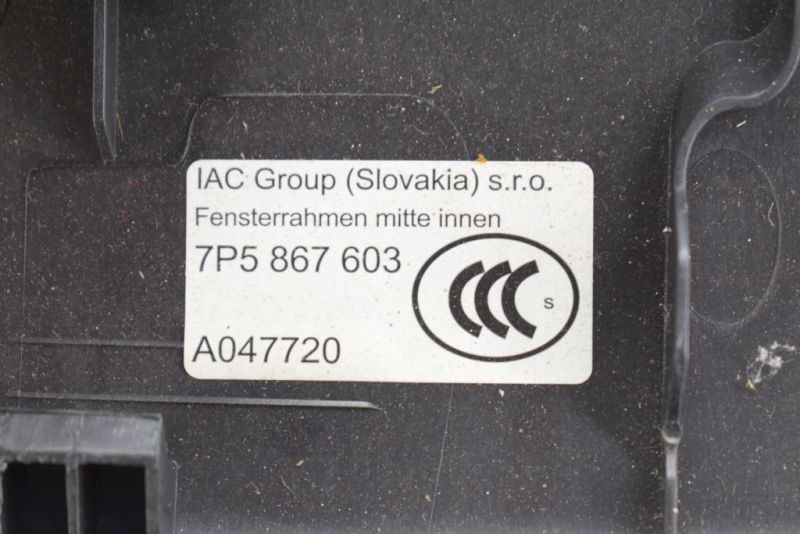 IAC Group (Slovakia) s.r.o.
Fensterrahmen mitte innen
7P5 867 603
CCC s
A047720